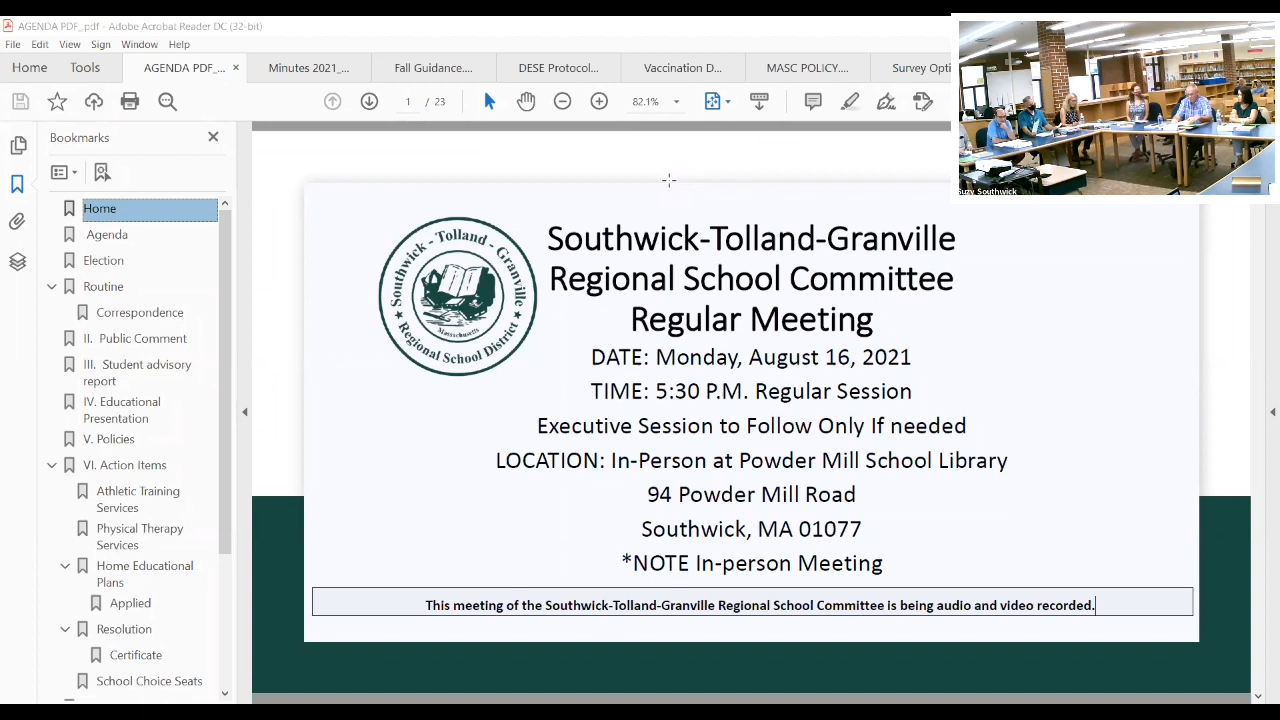 AGENDA PDF_.pdf - Adobe Acrobat Reader DC (32-bit)
File Edit View Sign Window Help
Home Tools AGENDA PDF_... × Minutes 2021_... Fall Guidance.... DESE Protocol... Vaccination D... MASC POLICY.... Survey Opti
1 / 23 82.1%
Bookmarks
Home
Agenda
Election
Routine
Correspondence
II. Public Comment
III. Student advisory
report
IV. Educational
Presentation
V. Policies
VI. Action Items
Athletic Training
Services
Physical Therapy
Services
Home Educational
Plans
Applied
Resolution
Certificate
School Choice Seats
Southwick - Tolland - Granville
Regional School District
Massachusetts
Southwick-Tolland-Granville
Regional School Committee
Regular Meeting
DATE: Monday, August 16, 2021
TIME: 5:30 P.M. Regular Session
Executive Session to Follow Only If needed
LOCATION: In-Person at Powder Mill School Library
94 Powder Mill Road
Southwick, MA 01077
*NOTE In-person Meeting
This meeting of the Southwick-Tolland-Granville Regional School Committee is being audio and video recorded.
Suzy Southwick